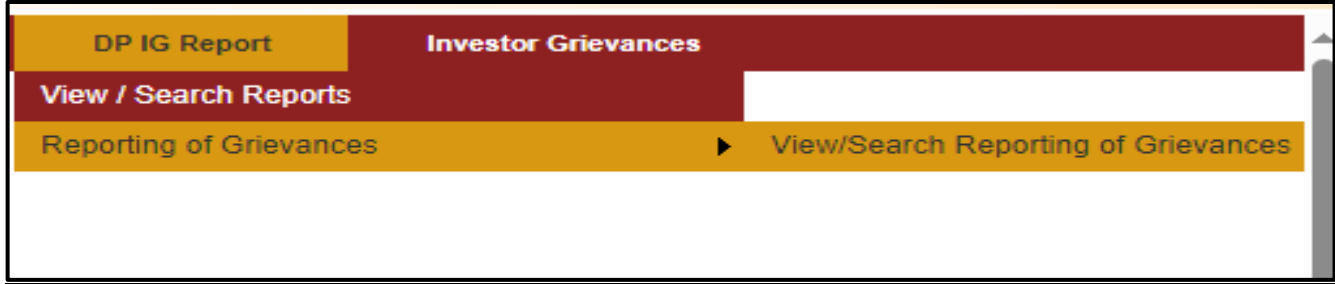 DP IG Report Investor Grievances
View / Search Reports
Reporting of Grievances View/Search Reporting of Grievances